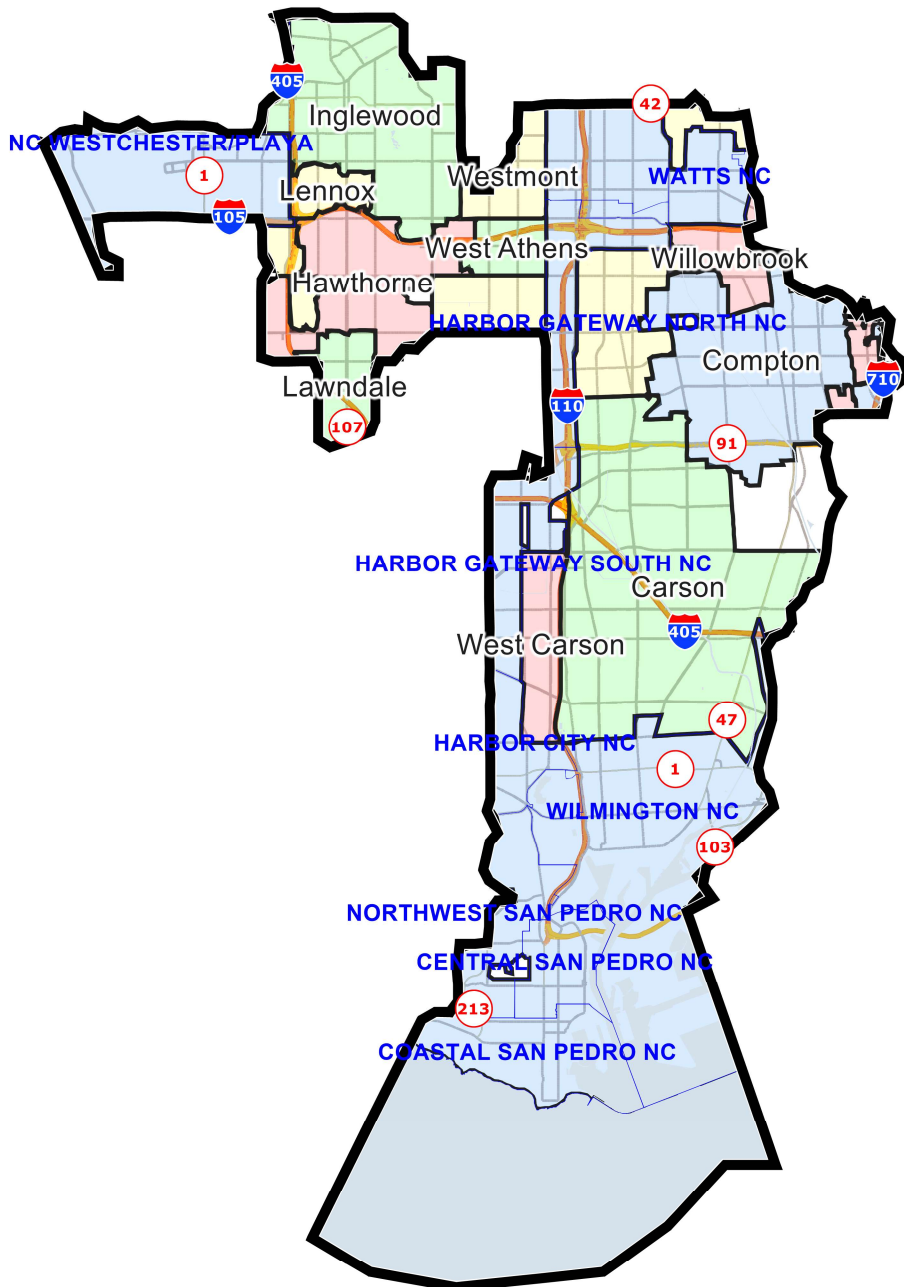 42
405
Inglewood
NC WESTCHESTER/PLAYA
1
Westmont
WATTS NC
Lennox
105
West Athens
Willowbrook
Hawthorne
HARBOR GATEWAY NORTH NC
Compton
Lawndale
710
110
107
91
HARBOR GATEWAY SOUTH NC
Carson
405
West Carson
47
HARBOR CITY NC
1
WILMINGTON NC
103
NORTHWEST SAN PEDRO NC
CENTRAL SAN PEDRO NC
213
COASTAL SAN PEDRO NC